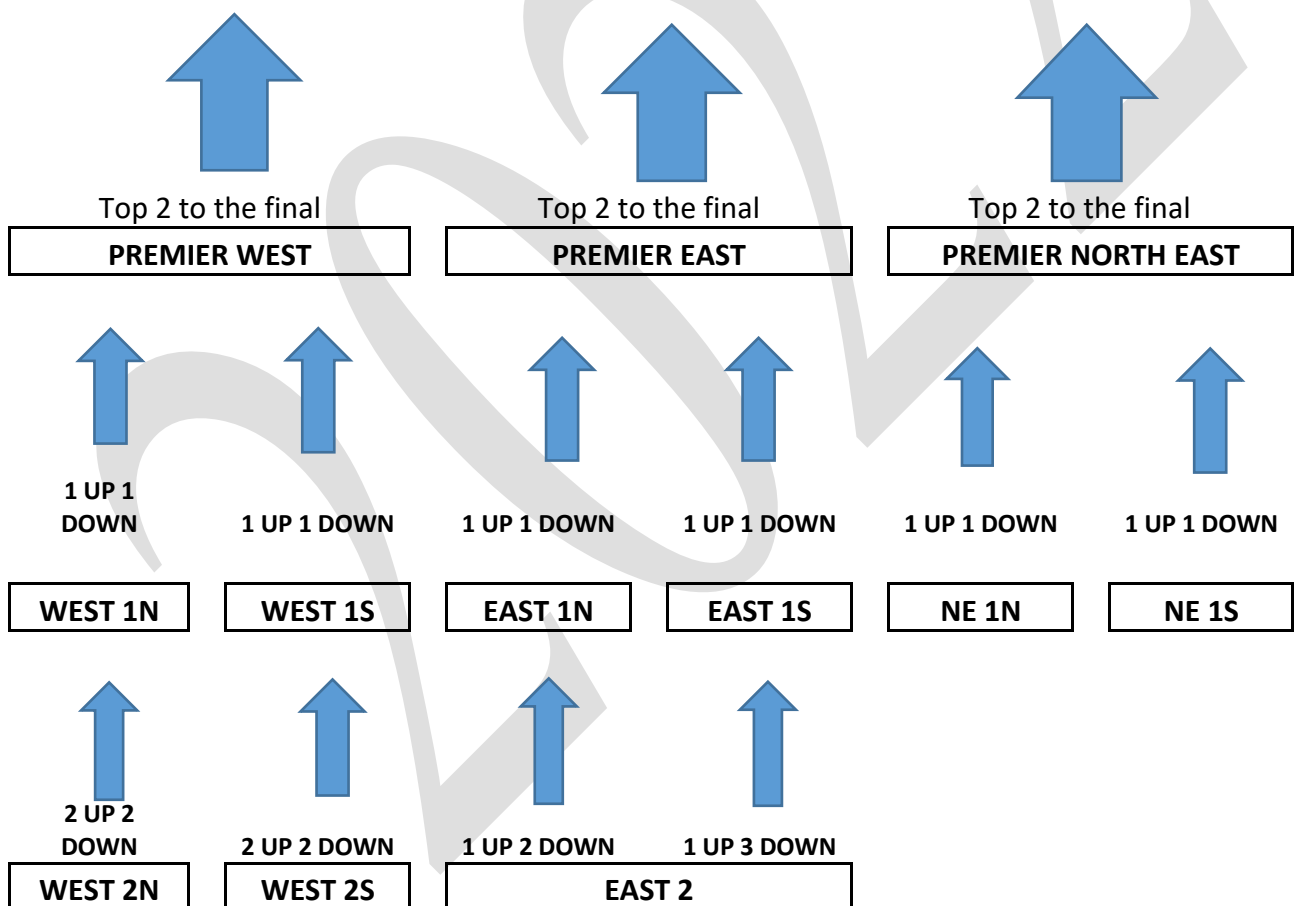 Top 2 to the final Top 2 to the final Top 2 to the final
PREMIER WEST PREMIER EAST PREMIER NORTH EAST
1 UP 1
DOWN 1 UP 1 DOWN 1 UP 1 DOWN 1 UP 1 DOWN 1 UP 1 DOWN 1 UP 1 DOWN
WEST 1N WEST 1S EAST 1N EAST 1S NE 1N NE 1S
2 UP 2
DOWN 2 UP 2 DOWN 1 UP 2 DOWN 1 UP 3 DOWN
WEST 2N WEST 2S EAST 2